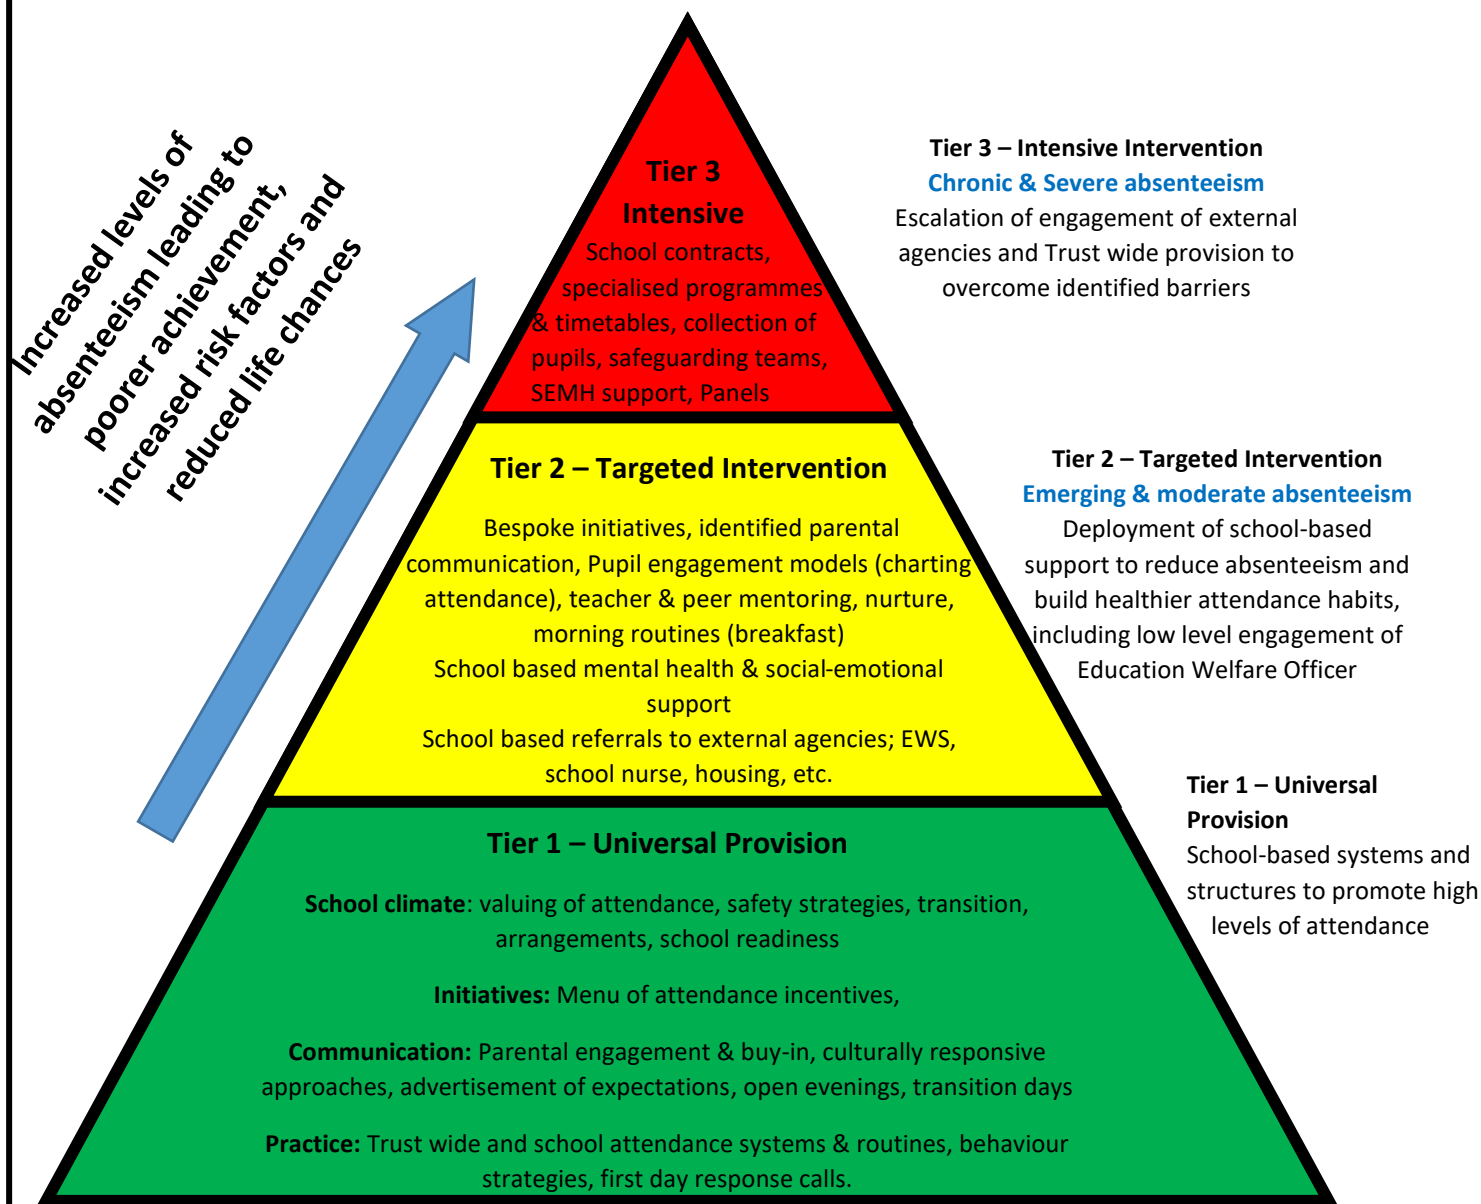 Increased levels of
absenteeism leading to
poorer achievement,
increased risk factors and
reduced life chances
Tier 3
Intensive
School contracts,
specialised programmes
& timetables, collection of
pupils, safeguarding teams,
SEMH support, Panels
Tier 3 – Intensive Intervention
Chronic & Severe absenteeism
Escalation of engagement of external
agencies and Trust wide provision to
overcome identified barriers
Tier 2 – Targeted Intervention
Bespoke initiatives, identified parental
communication, Pupil engagement models (charting
attendance), teacher & peer mentoring, nurture,
morning routines (breakfast)
School based mental health & social-emotional
support
School based referrals to external agencies; EWS,
school nurse, housing, etc.
Tier 2 – Targeted Intervention
Emerging & moderate absenteeism
Deployment of school-based
support to reduce absenteeism and
build healthier attendance habits,
including low level engagement of
Education Welfare Officer
Tier 1 – Universal Provision
School climate: valuing of attendance, safety strategies, transition,
arrangements, school readiness
Initiatives: Menu of attendance incentives,
Communication: Parental engagement & buy-in, culturally responsive
approaches, advertisement of expectations, open evenings, transition days
Practice: Trust wide and school attendance systems & routines, behaviour
strategies, first day response calls.
Tier 1 – Universal
Provision
School-based systems and
structures to promote high
levels of attendance